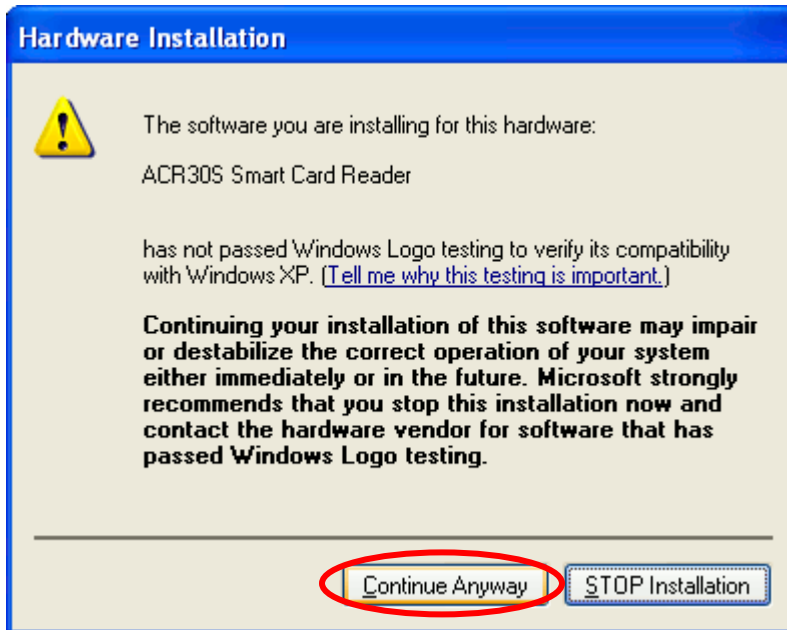 Hardware Installation
The software you are installing for this hardware:
ACR30S Smart Card Reader
has not passed Windows Logo testing to verify its compatibility
with Windows XP. (Tell me why this testing is important.)
Continuing your installation of this software may impair
or destabilize the correct operation of your system
either immediately or in the future. Microsoft strongly
recommends that you stop this installation now and
contact the hardware vendor for software that has
passed Windows Logo testing.
Continue Anyway STOP Installation